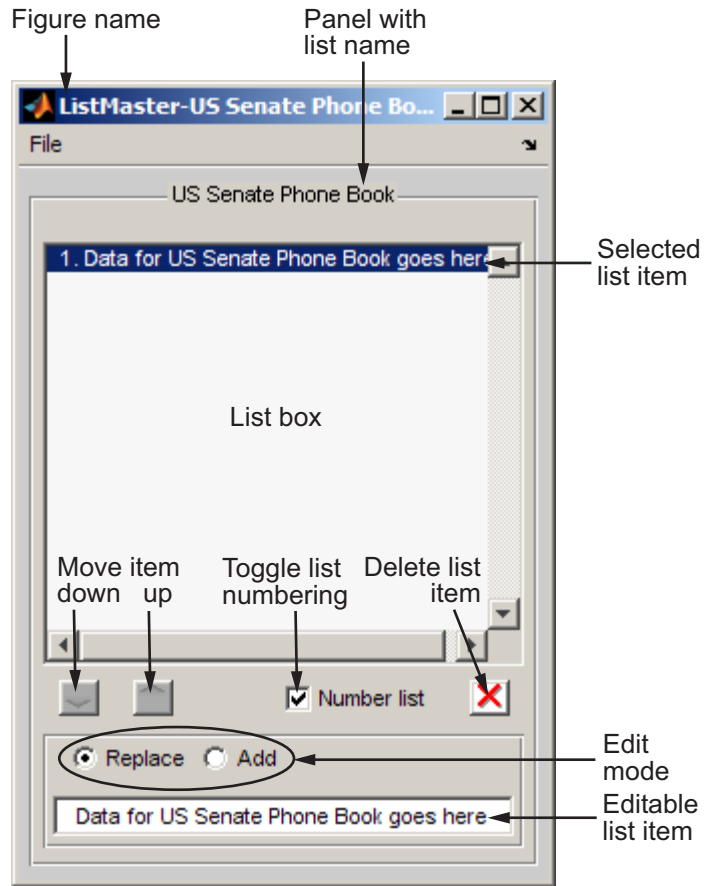 Figure name
Panel with
list name
ListMaster-US Senate Phone Bo...
File
US Senate Phone Book
1. Data for US Senate Phone Book goes here
Selected
list item
List box
Move item
down up
Toggle list
numbering
Delete list
item
Number list
Replace Add
Edit
mode
Data for US Senate Phone Book goes here
Editable
list item